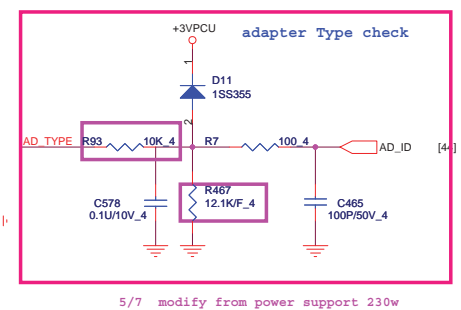 +3VPCU
adapter Type check
1
D11
1SS355
2
AD_TYPE R93 10K_4 R7 100_4 AD_ID [44]
R467
12.1K/F_4
C578
0.1U/10V_4
C465
100P/50V_4
5/7 modify from power support 230w